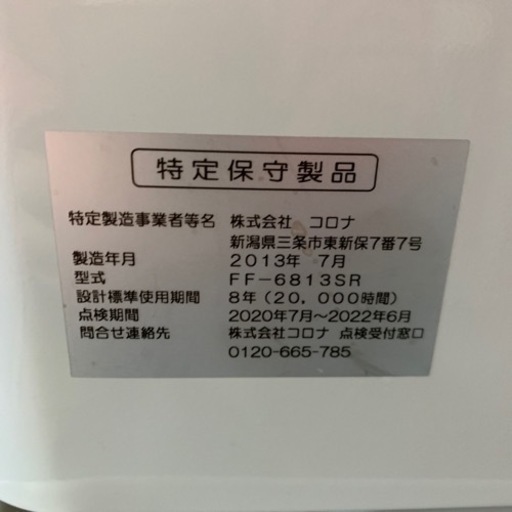 特定保守製品
特定製造事業者等名 株式会社 コロナ
新潟県三条市東新保7番7号
製造年月 2013年 7月
型式 FF-6813SR
設計標準使用期間 8年(20,000時間)
点検期間 2020年7月～2022年6月
問合せ連絡先 株式会社コロナ 点検受付窓口
0120-665-785